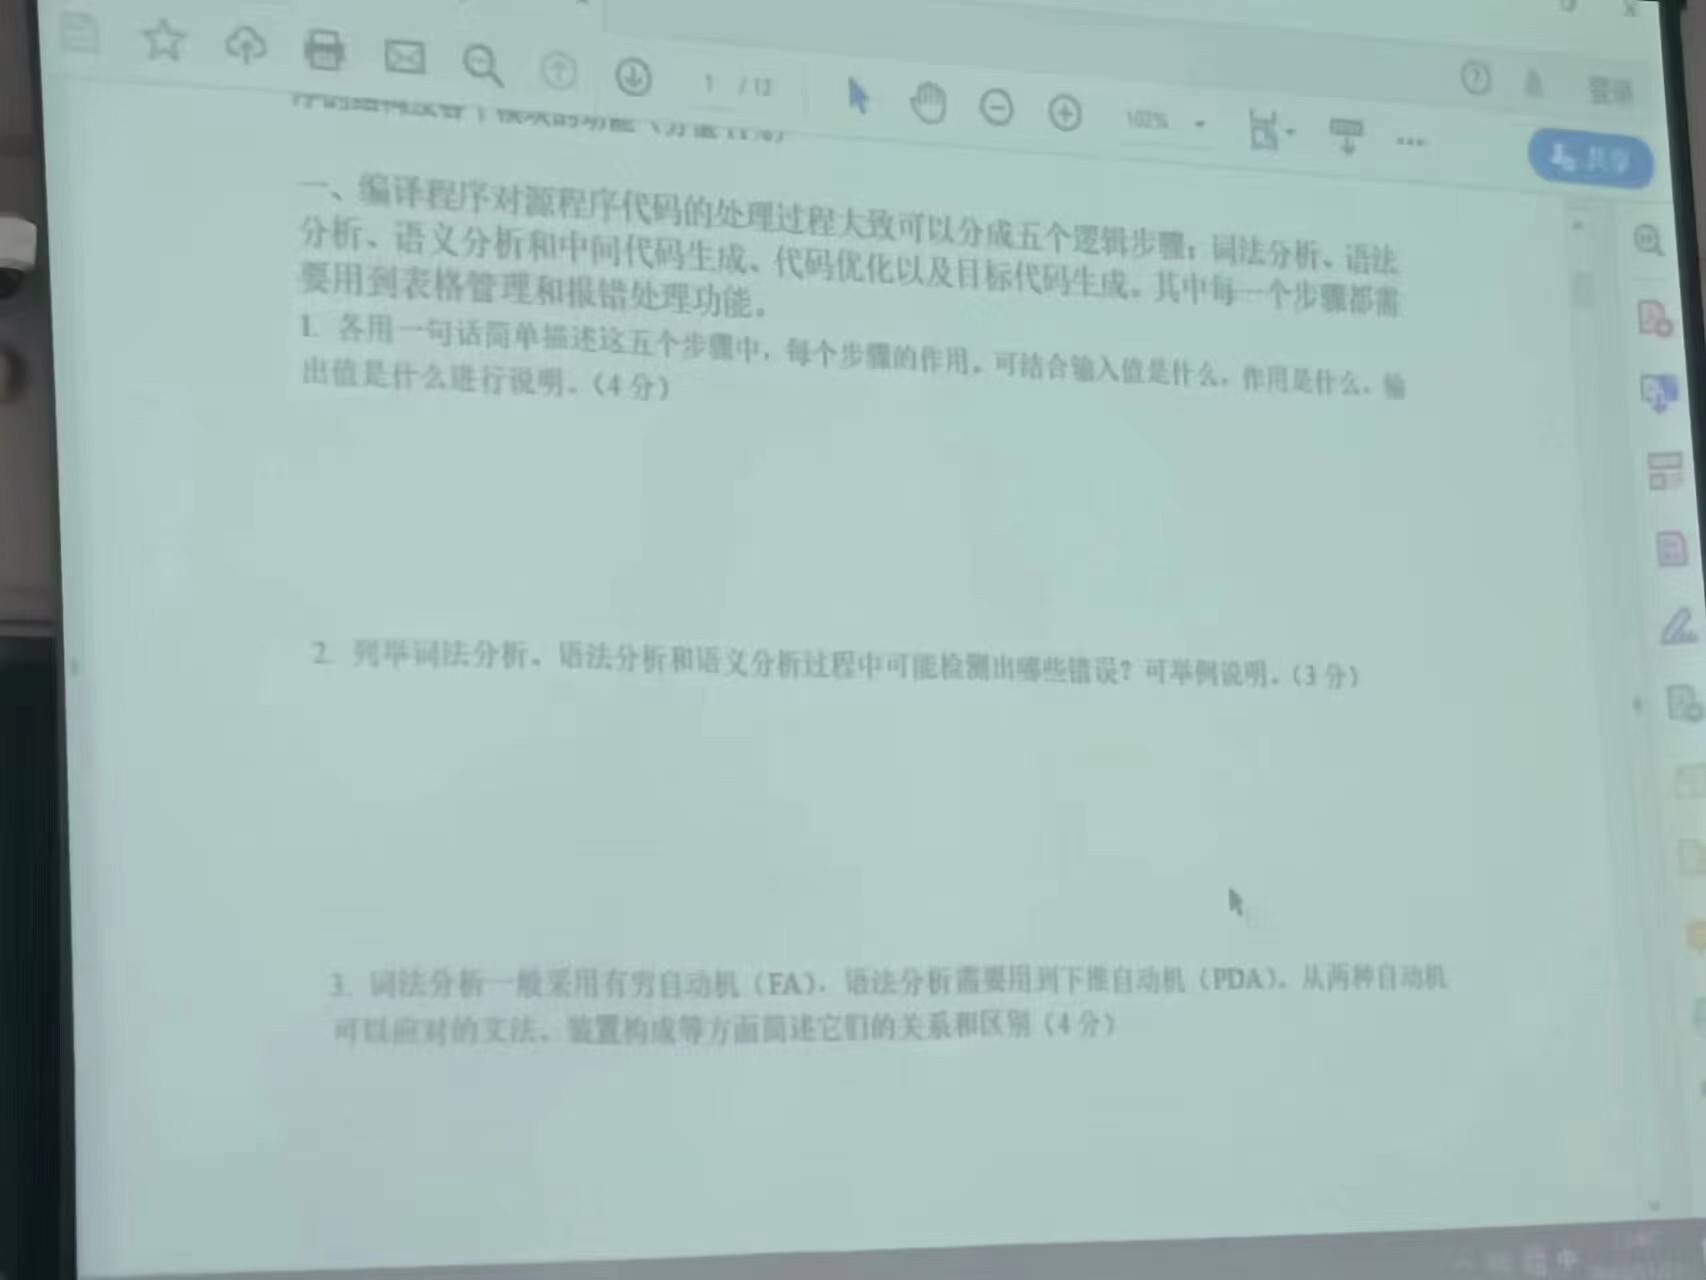 1 / 12
102%
登录
共享
一、编译程序对源程序代码的处理过程大致可以分成五个逻辑步骤：词法分析、语法
分析、语义分析和中间代码生成、代码优化以及目标代码生成。其中每一个步骤都需
要用到表格管理和报错处理功能。
1. 各用一句话简单描述这五个步骤中，每个步骤的作用。可结合输入值是什么，作用是什么，输
出值是什么进行说明。（4 分）
2. 列举词法分析、语法分析和语义分析过程中可能检测出哪些错误？可举例说明。（3 分）
3. 词法分析一般采用有穷自动机（FA），语法分析需要用到下推自动机（PDA）。从两种自动机
可以应对的文法、装置构成等方面简述它们的关系和区别（4 分）
中